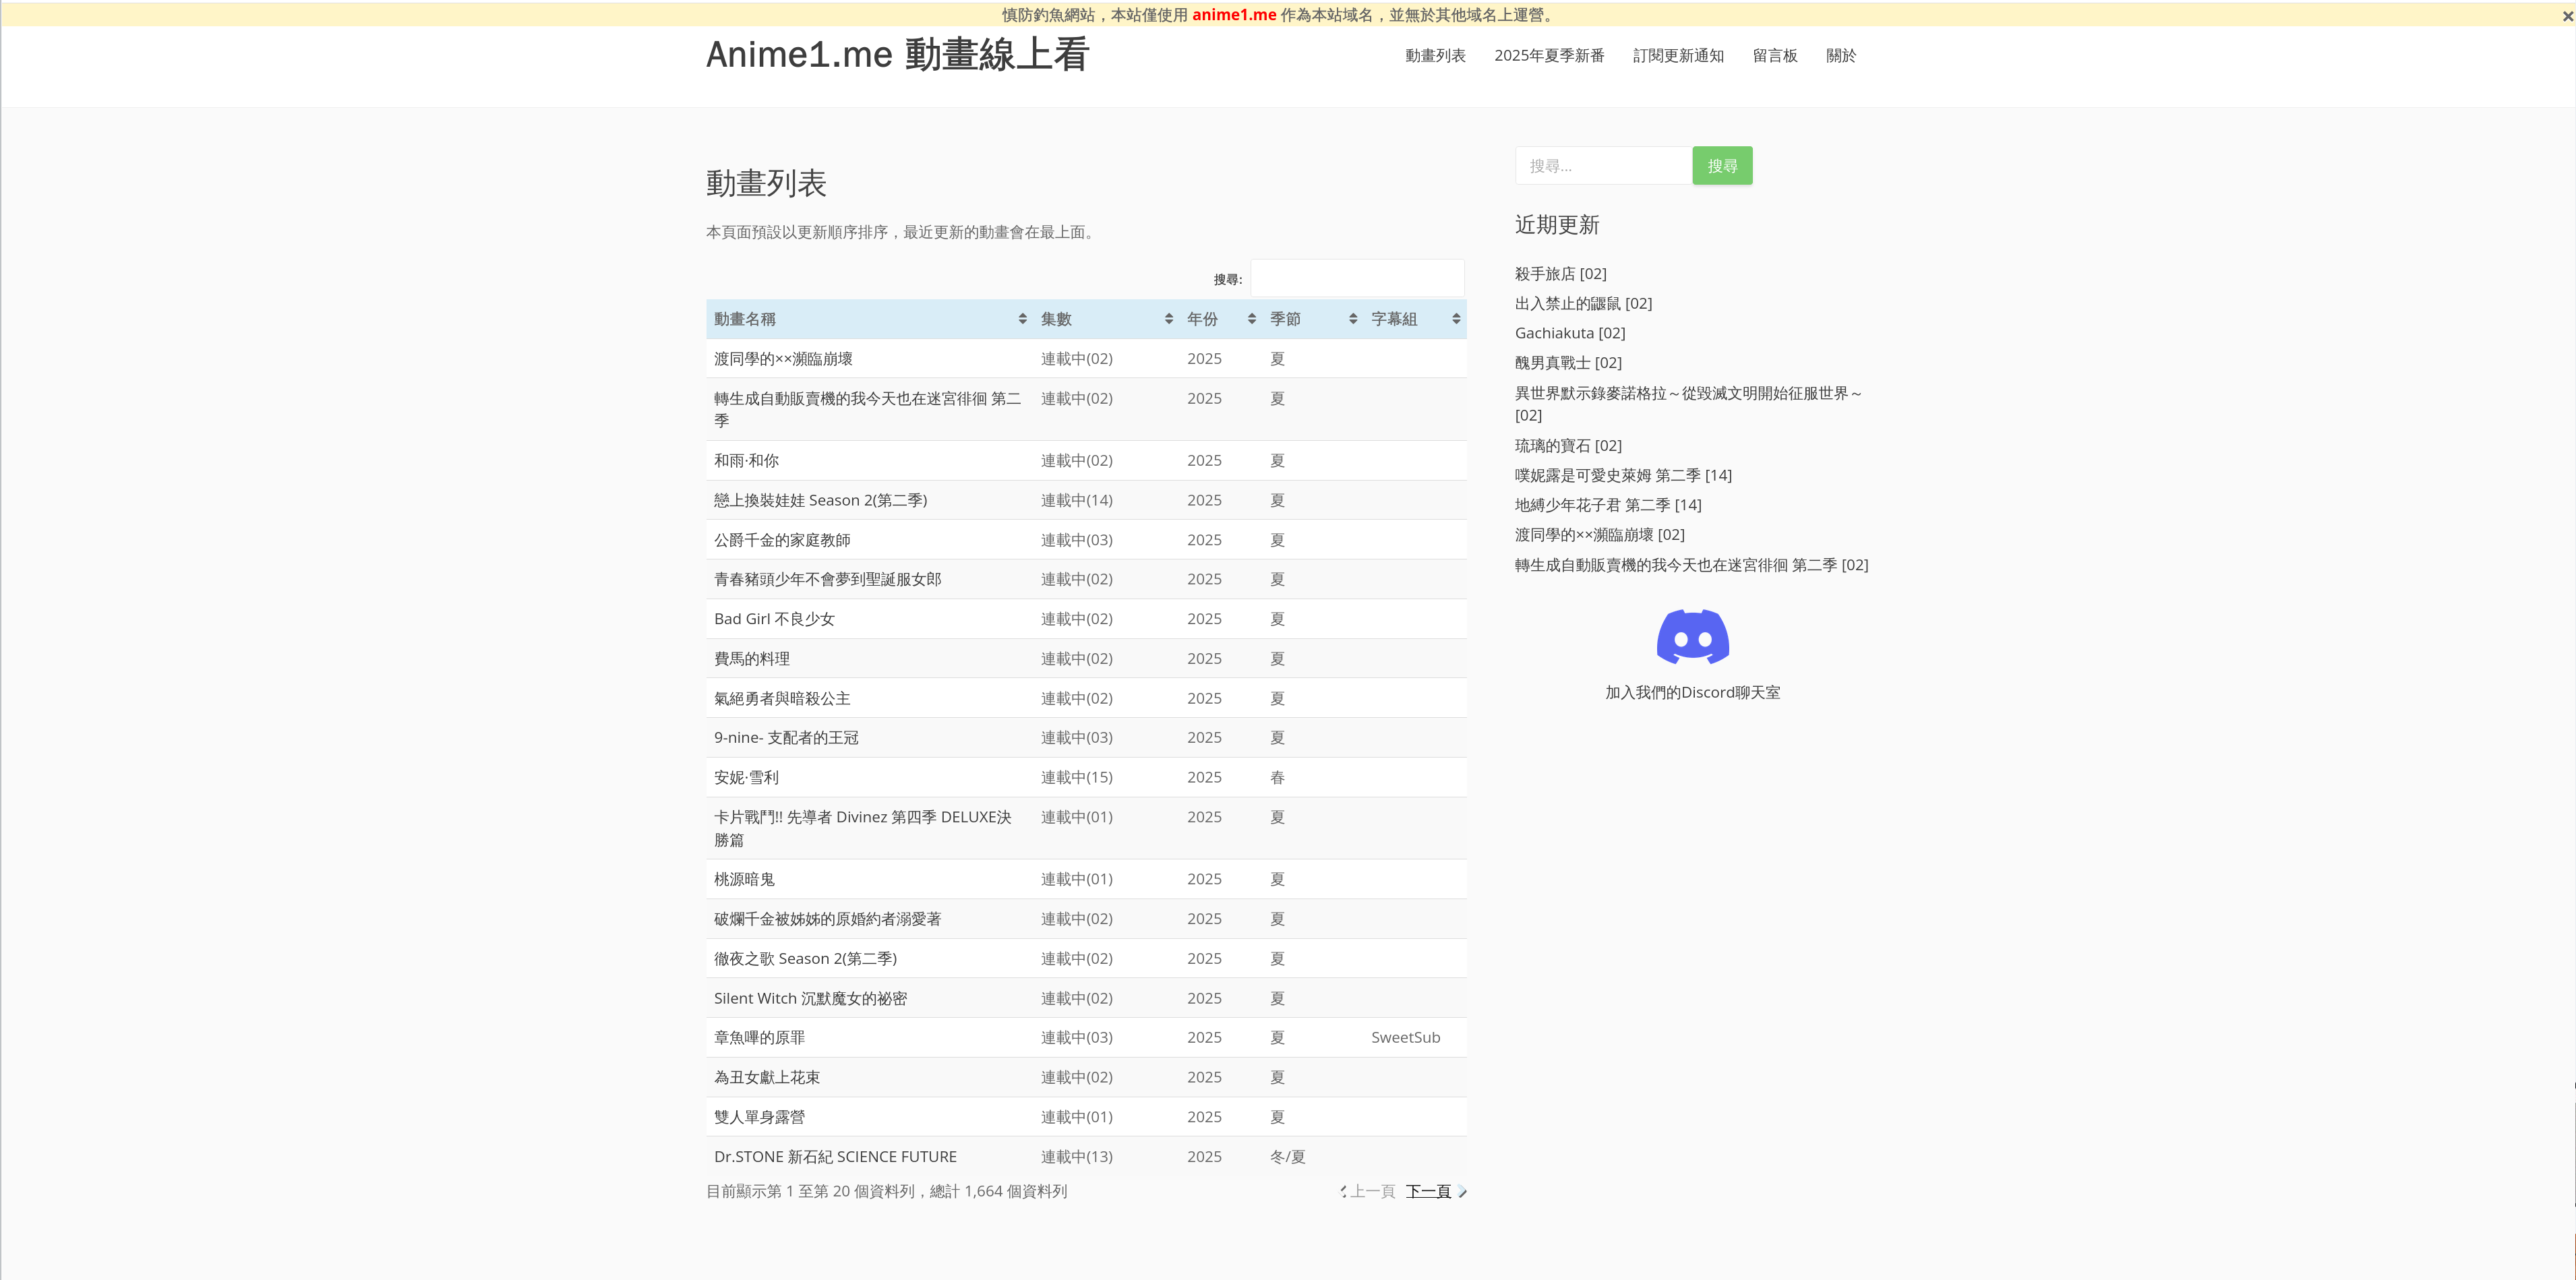 慎防釣魚網站，本站僅使用 anime1.me 作為本站域名，並無於其他域名上運營。
Anime1.me 動畫線上看
動畫列表 2025年夏季新番 訂閱更新通知 留言板 關於
動畫列表
本頁面預設以更新順序排序，最近更新的動畫會在最上面。
搜尋:
動畫名稱 集數 年份 季節 字幕組
渡同學的××瀕臨崩壞 連載中(02) 2025 夏
轉生成自動販賣機的我今天也在迷宮徘徊 第二 連載中(02) 2025 夏
季
和雨·和你 連載中(02) 2025 夏
戀上換裝娃娃 Season 2(第二季) 連載中(14) 2025 夏
公爵千金的家庭教師 連載中(03) 2025 夏
青春豬頭少年不會夢到聖誕服女郎 連載中(02) 2025 夏
Bad Girl 不良少女 連載中(02) 2025 夏
費馬的料理 連載中(02) 2025 夏
氣絕勇者與暗殺公主 連載中(02) 2025 夏
9-nine- 支配者的王冠 連載中(03) 2025 夏
安妮·雪利 連載中(15) 2025 春
卡片戰鬥!! 先導者 Divinez 第四季 DELUXE決 連載中(01) 2025 夏
勝篇
桃源暗鬼 連載中(01) 2025 夏
破爛千金被姊姊的原婚約者溺愛著 連載中(02) 2025 夏
徹夜之歌 Season 2(第二季) 連載中(02) 2025 夏
Silent Witch 沉默魔女的祕密 連載中(02) 2025 夏
章魚嗶的原罪 連載中(03) 2025 夏 SweetSub
為丑女獻上花束 連載中(02) 2025 夏
雙人單身露營 連載中(01) 2025 夏
Dr.STONE 新石紀 SCIENCE FUTURE 連載中(13) 2025 冬/夏
目前顯示第 1 至第 20 個資料列，總計 1,664 個資料列
上一頁 下一頁
搜尋... 搜尋
近期更新
殺手旅店 [02]
出入禁止的鼴鼠 [02]
Gachiakuta [02]
醜男真戰士 [02]
異世界默示錄麥諾格拉～從毀滅文明開始征服世界～
[02]
琉璃的寶石 [02]
噗妮露是可愛史萊姆 第二季 [14]
地縛少年花子君 第二季 [14]
渡同學的××瀕臨崩壞 [02]
轉生成自動販賣機的我今天也在迷宮徘徊 第二季 [02]
加入我們的Discord聊天室